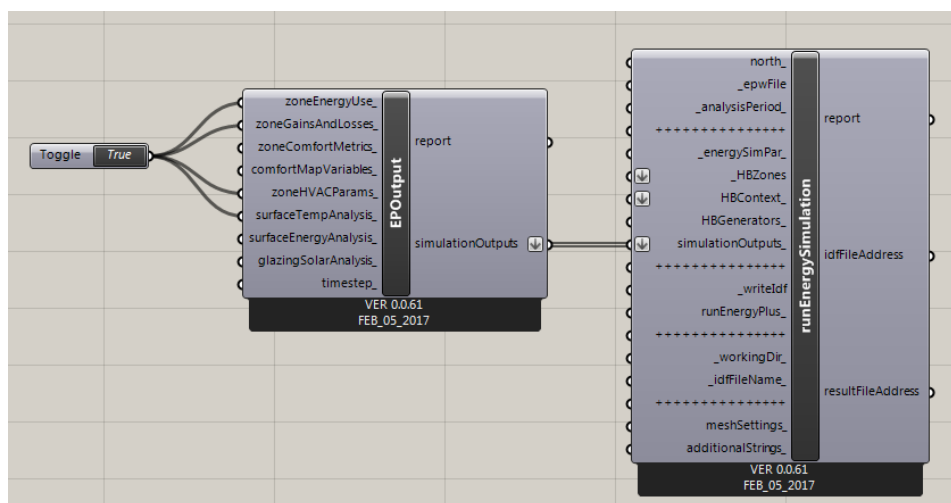 Toggle True
zoneEnergyUse_
zoneGainsAndLosses_
zoneComfortMetrics_
comfortMapVariables_
zoneHVACParams_
surfaceTempAnalysis_
surfaceEnergyAnalysis_
glazingSolarAnalysis_
timestep_
EPOutput
report
simulationOutputs
VER 0.0.61
FEB_05_2017
north_
_epwFile
_analysisPeriod_
+++++++++++++++
_energySimPar_
_HBZones
HBContext_
HBGenerators_
simulationOutputs_
+++++++++++++++
_writeIdf
runEnergyPlus_
+++++++++++++++
_workingDir_
_idfFileName_
+++++++++++++++
meshSettings_
additionalStrings_
runEnergySimulation
report
idfFileAddress
resultFileAddress
VER 0.0.61
FEB_05_2017